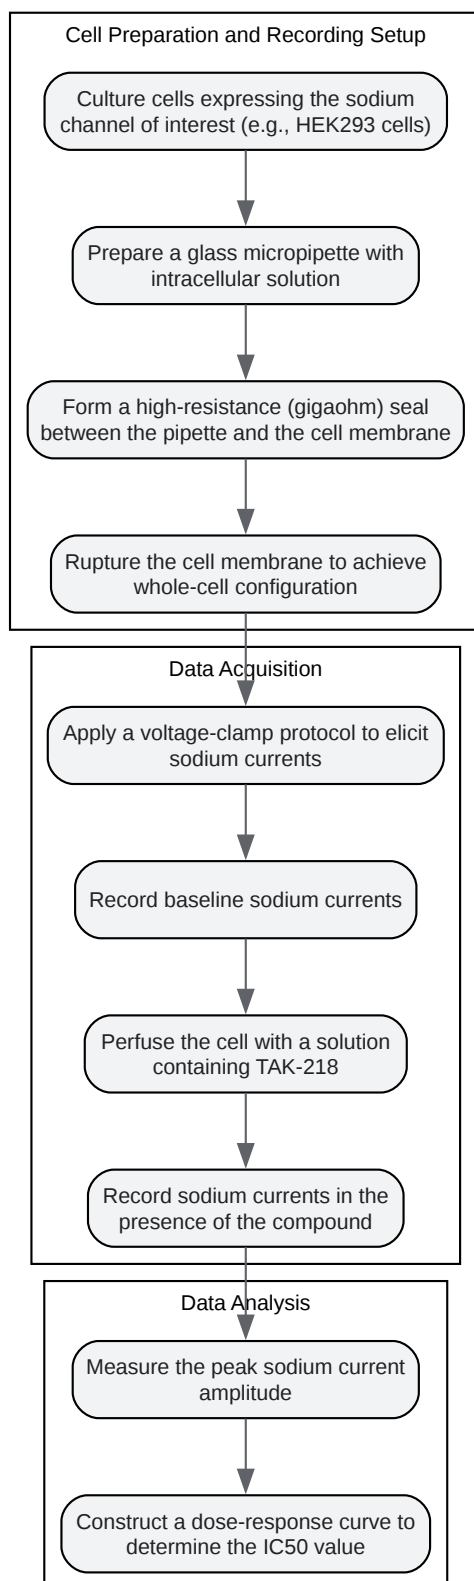 Cell Preparation and Recording Setup
Culture cells expressing the sodium
channel of interest (e.g., HEK293 cells)
Prepare a glass micropipette with
intracellular solution
Form a high-resistance (gigaohm) seal
between the pipette and the cell membrane
Rupture the cell membrane to achieve
whole-cell configuration
Data Acquisition
Apply a voltage-clamp protocol to elicit
sodium currents
Record baseline sodium currents
Perfuse the cell with a solution
containing TAK-218
Record sodium currents in the
presence of the compound
Data Analysis
Measure the peak sodium current
amplitude
Construct a dose-response curve to
determine the IC50 value